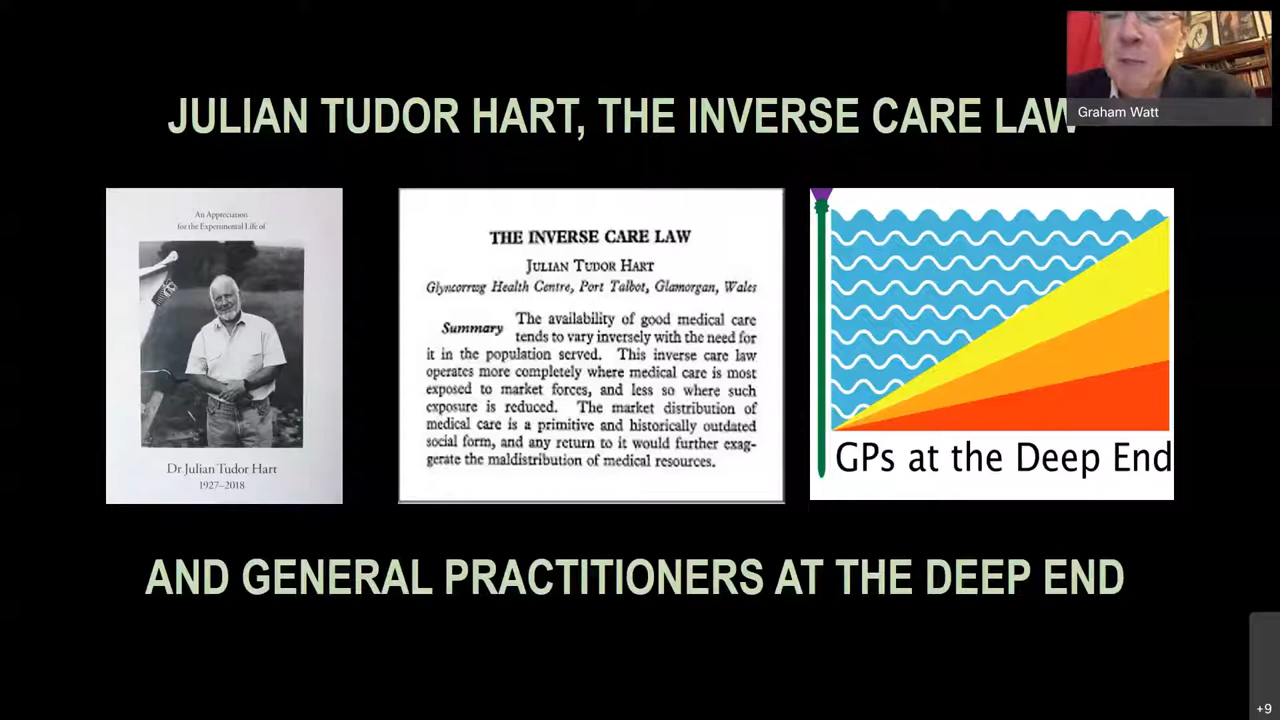 JULIAN TUDOR HART, THE INVERSE CARE LAW
Graham Watt
An Appreciation
for the Experimental Life of
Dr Julian Tudor Hart
1927–2018
THE INVERSE CARE LAW
JULIAN TUDOR HART
Glyncorrwg Health Centre, Port Talbot, Glamorgan, Wales
Summary The availability of good medical care
tends to vary inversely with the need for
it in the population served. This inverse care law
operates more completely where medical care is most
exposed to market forces, and less so where such
exposure is reduced. The market distribution of
medical care is a primitive and historically outdated
social form, and any return to it would further exag-
gerate the maldistribution of medical resources.
GPs at the Deep End
AND GENERAL PRACTITIONERS AT THE DEEP END
+9